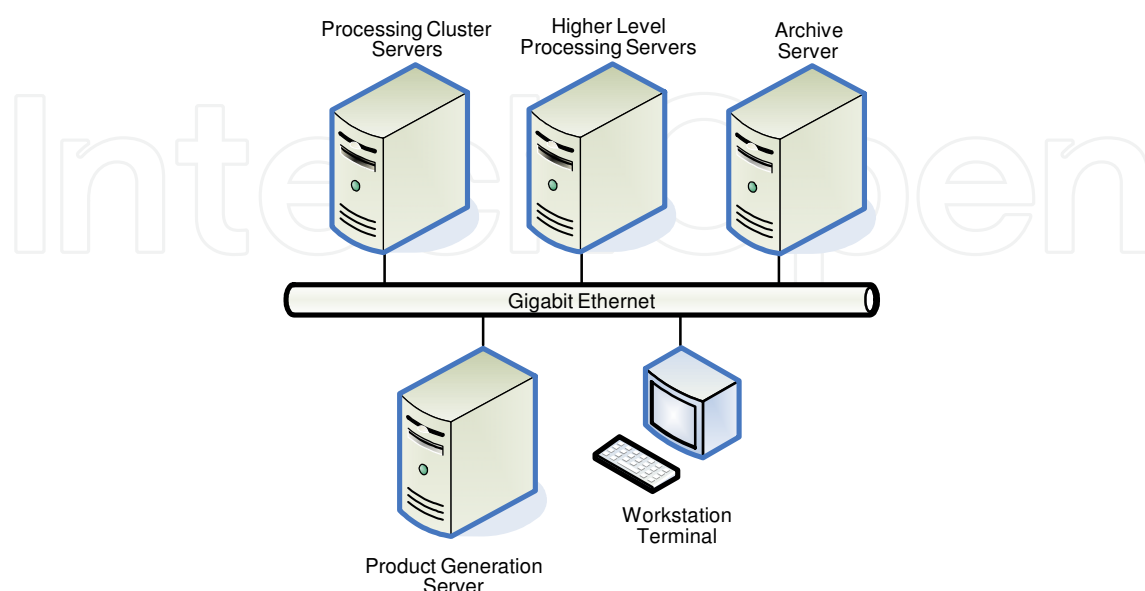 Processing Cluster
Servers
Higher Level
Processing Servers
Archive
Server
IntechOpen
Gigabit Ethernet
Workstation
Terminal
Product Generation
Server